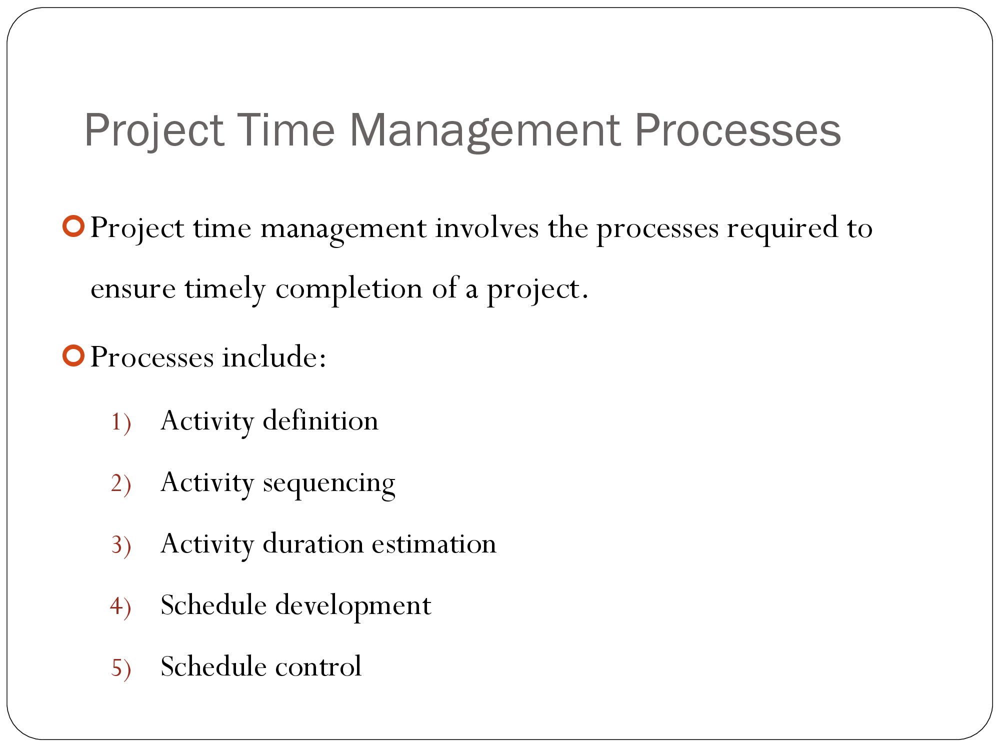 Project Time Management Processes
Project time management involves the processes required to
ensure timely completion of a project.
Processes include:
1) Activity definition
2) Activity sequencing
3) Activity duration estimation
4) Schedule development
5) Schedule control